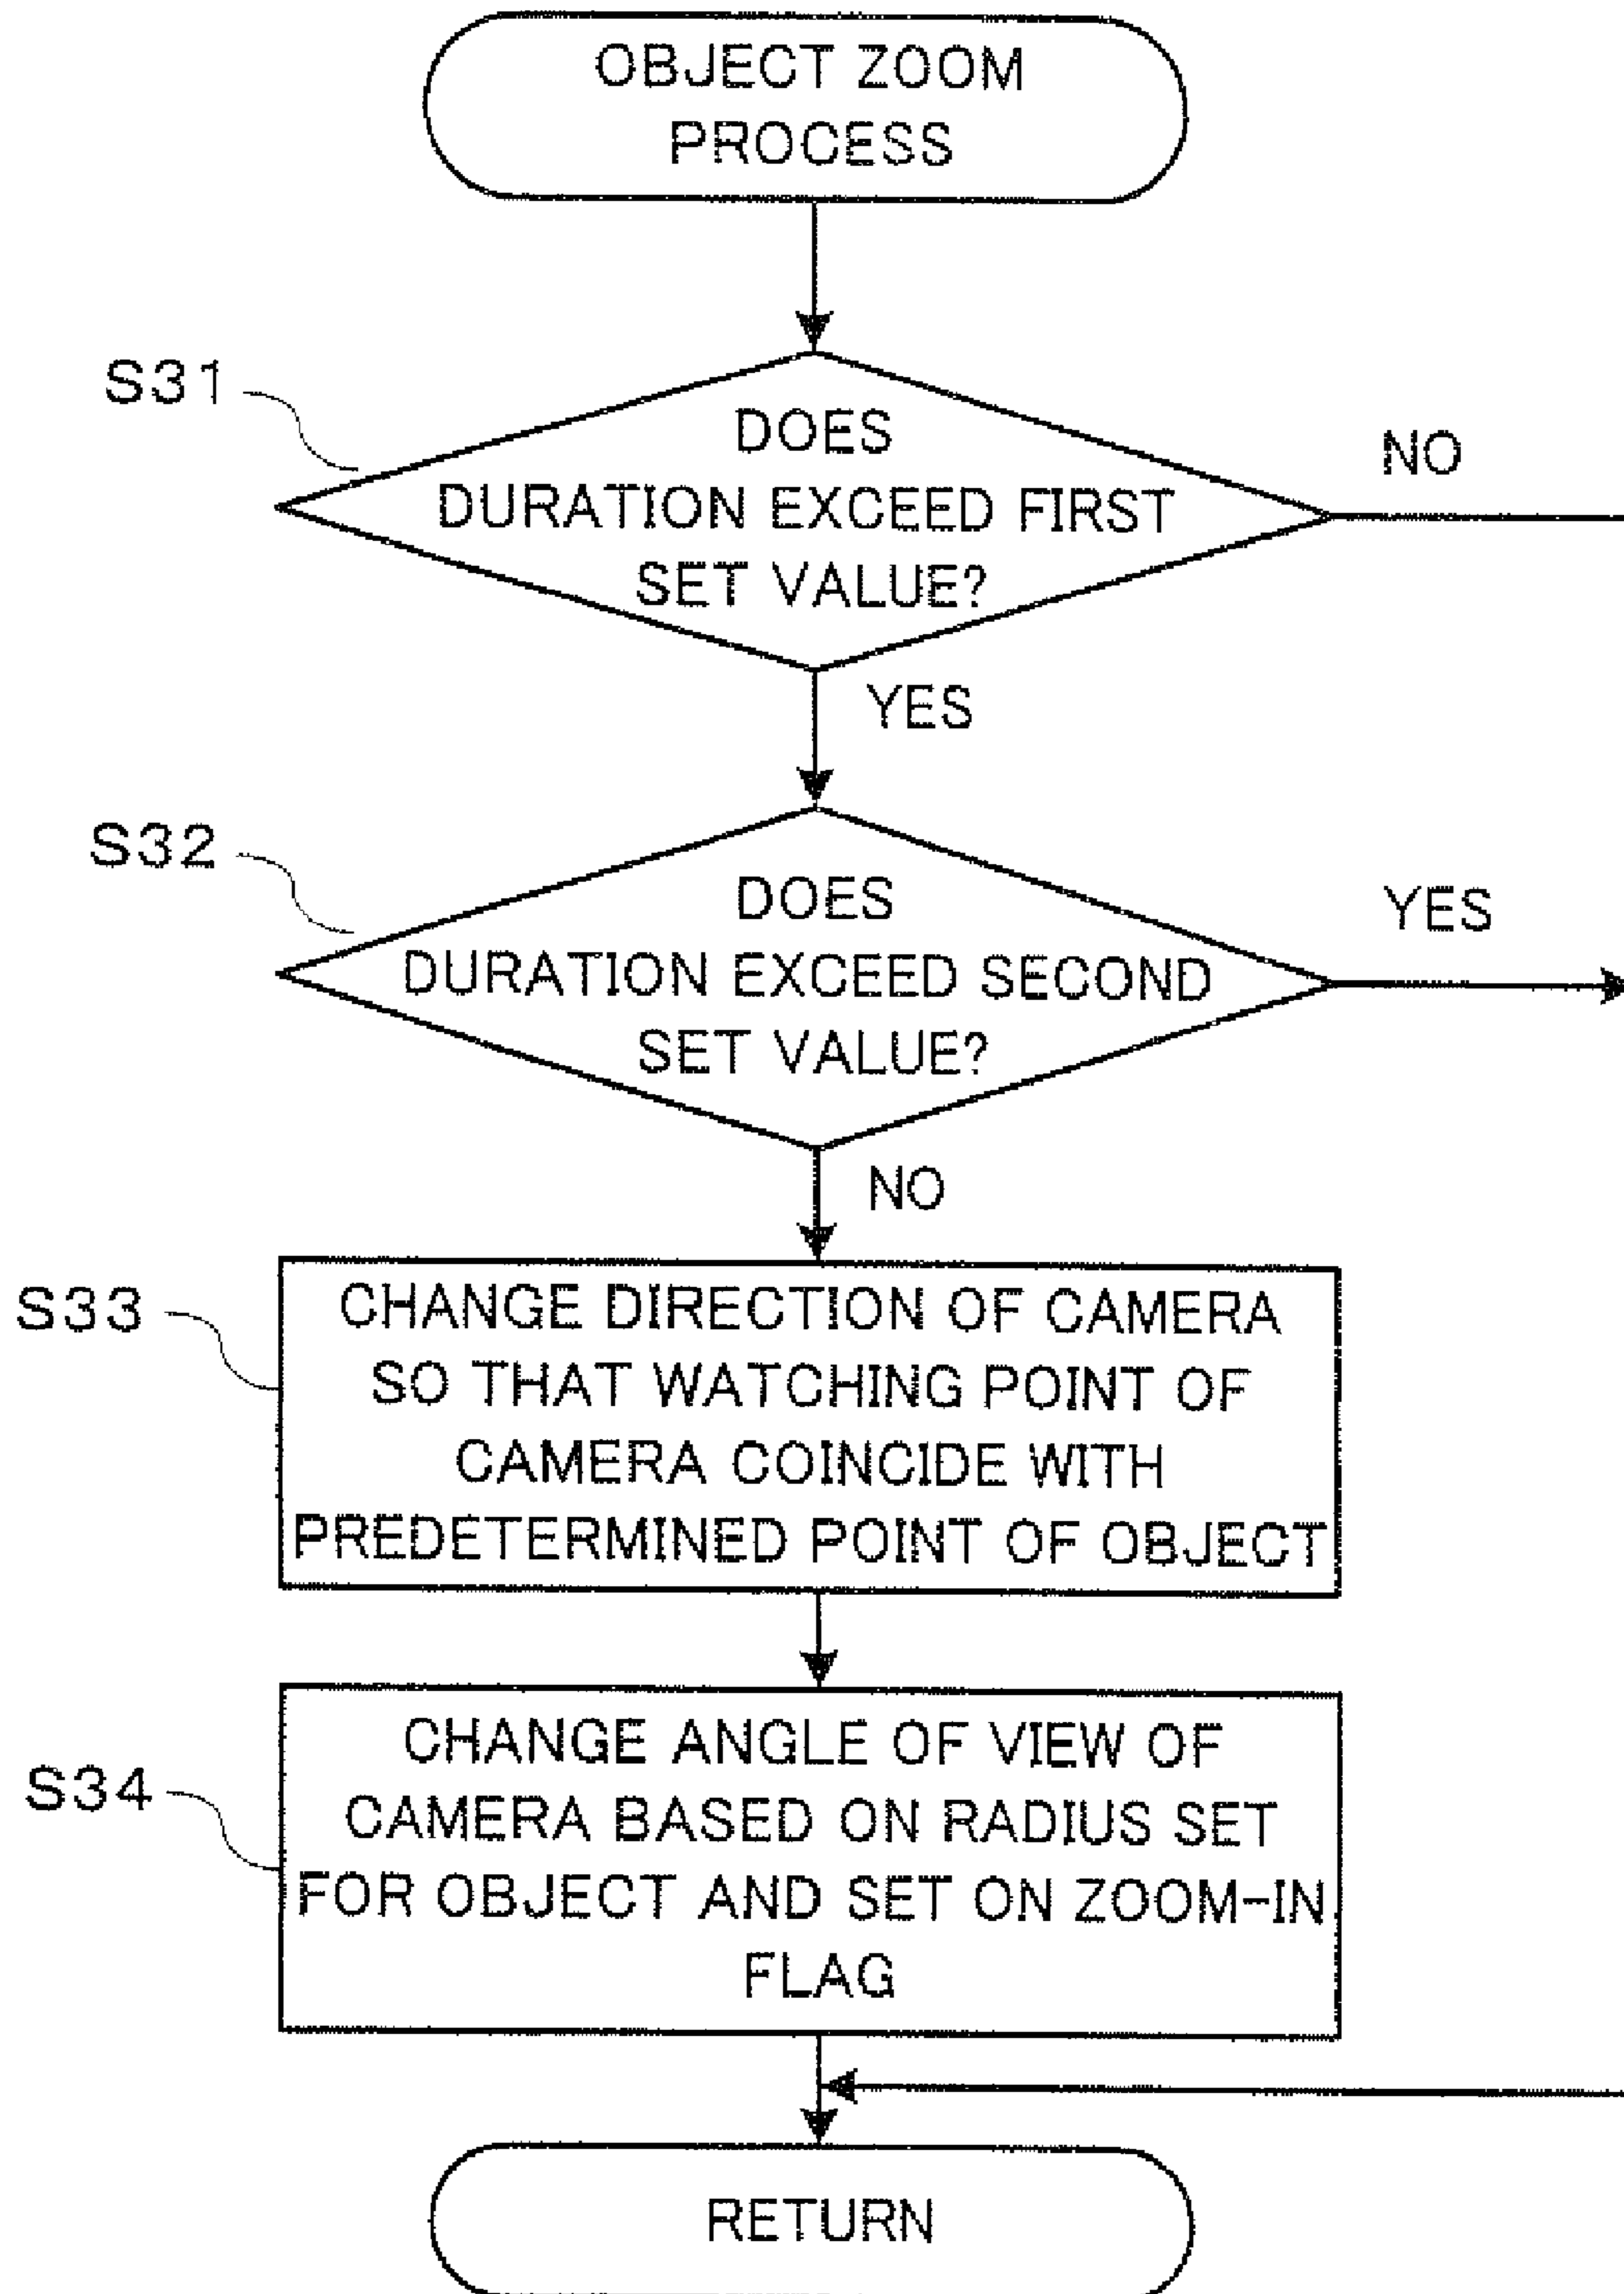 OBJECT ZOOM
PROCESS
S31
DOES
DURATION EXCEED FIRST
SET VALUE?
NO
YES
S32
DOES
DURATION EXCEED SECOND
SET VALUE?
YES
NO
S33
CHANGE DIRECTION OF CAMERA
SO THAT WATCHING POINT OF
CAMERA COINCIDE WITH
PREDETERMINED POINT OF OBJECT
S34
CHANGE ANGLE OF VIEW OF
CAMERA BASED ON RADIUS SET
FOR OBJECT AND SET ON ZOOM-IN
FLAG
RETURN